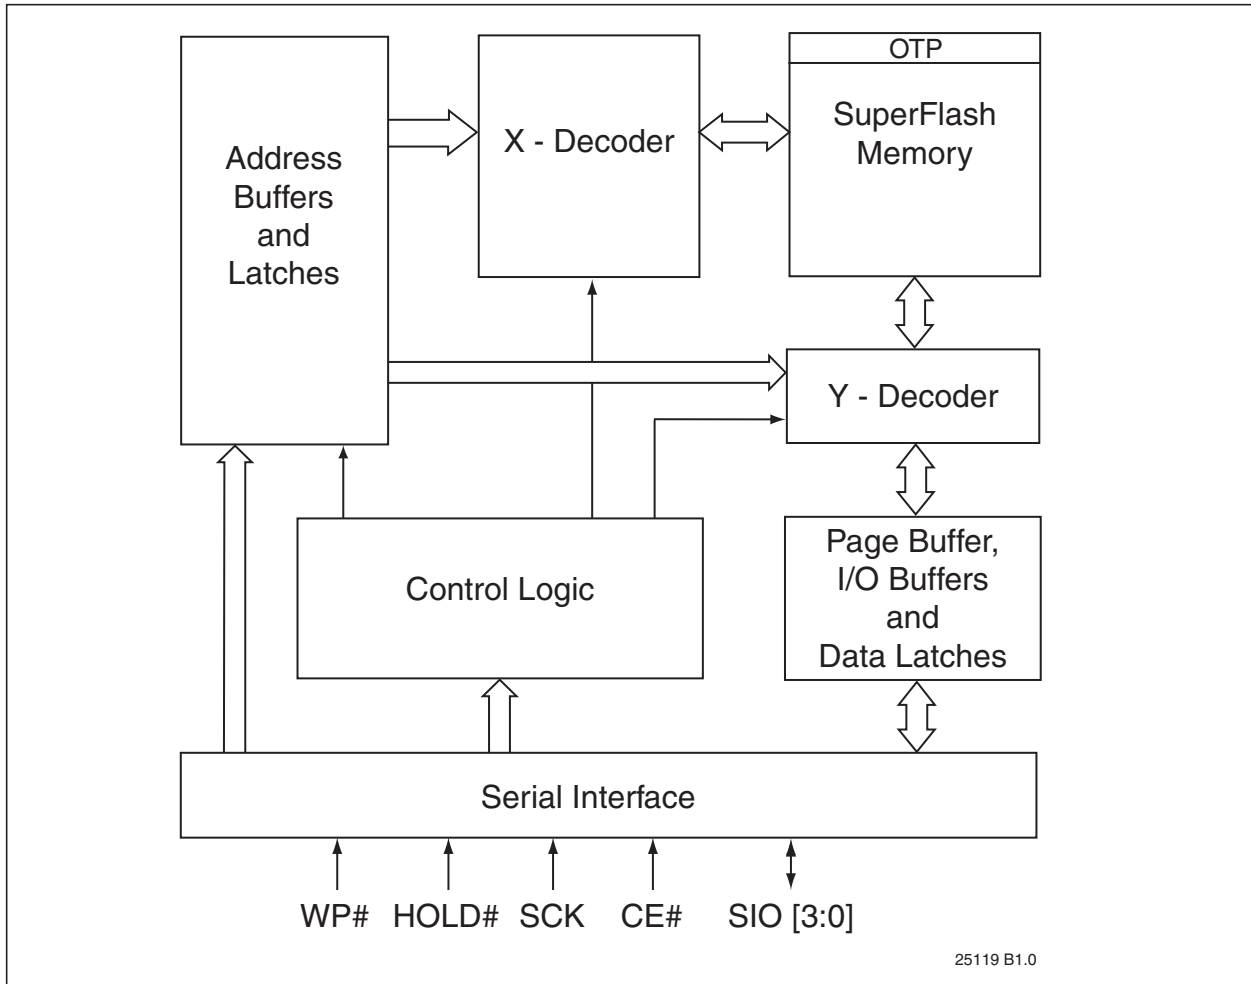 OTP
SuperFlash
Memory
X - Decoder
Address
Buffers
and
Latches
Y - Decoder
Page Buffer,
I/O Buffers
and
Data Latches
Control Logic
Serial Interface
WP# HOLD# SCK CE# SIO [3:0]
25119 B1.0